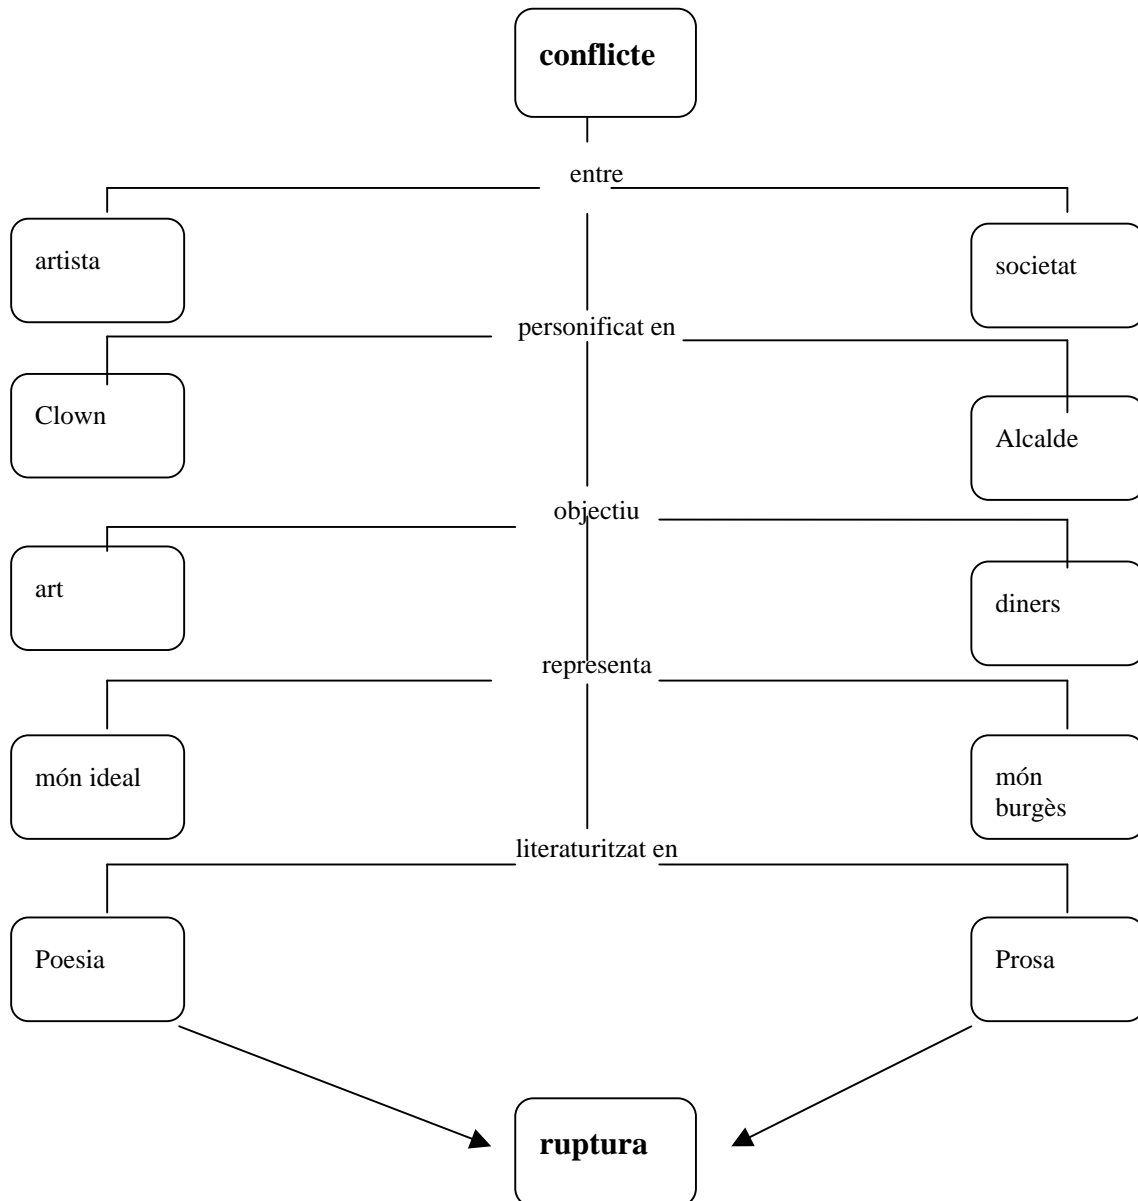 conflicte
entre
artista
societat
personificat en
Clown
Alcalde
objectiu
art
diners
representa
món ideal
món
burgès
literaturitzat en
Poesia
Prosa
ruptura